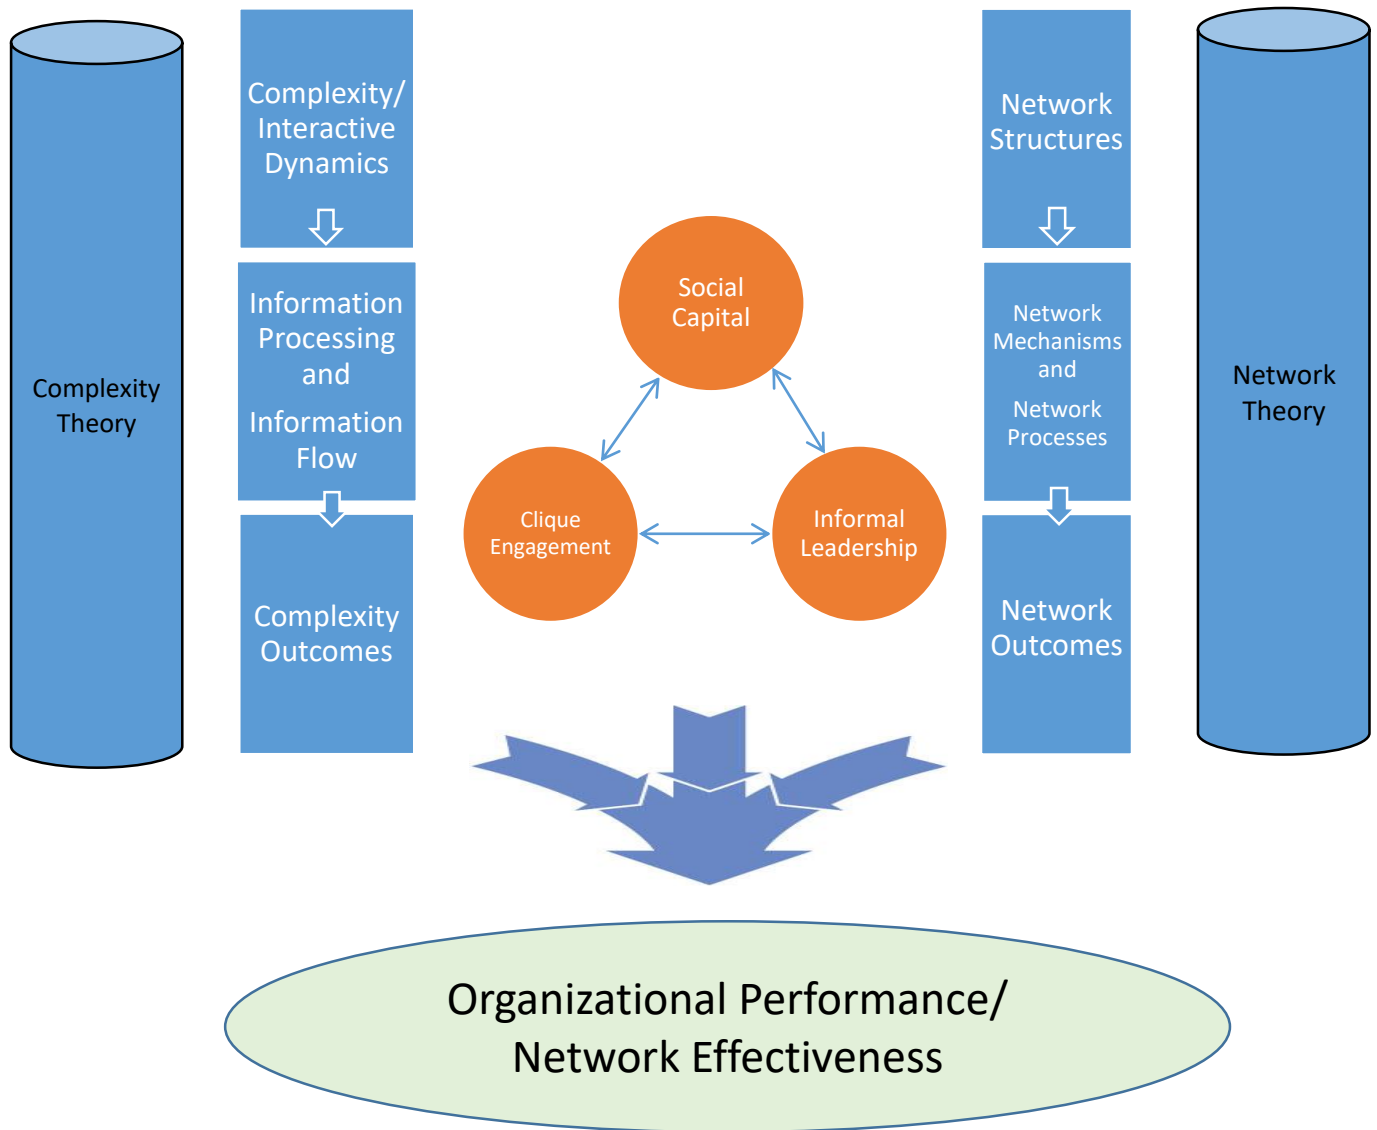 Complexity
Theory
Complexity/
Interactive
Dynamics
Information
Processing
and
Information
Flow
Complexity
Outcomes
Social
Capital
Clique
Engagement
Informal
Leadership
Network
Structures
Network
Mechanisms
and
Network
Processes
Network
Outcomes
Network
Theory
Organizational Performance/
Network Effectiveness